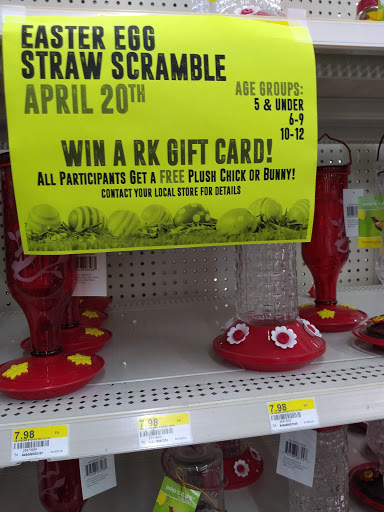 EASTER EGG
STRAW SCRAMBLE
APRIL 20TH
AGE GROUPS:
5 & UNDER
6-9
10-12
WIN A RK GIFT CARD!
ALL PARTICIPANTS GET A FREE PLUSH CHICK OR BUNNY!
CONTACT YOUR LOCAL STORE FOR DETAILS
7.98
7.98
7.98